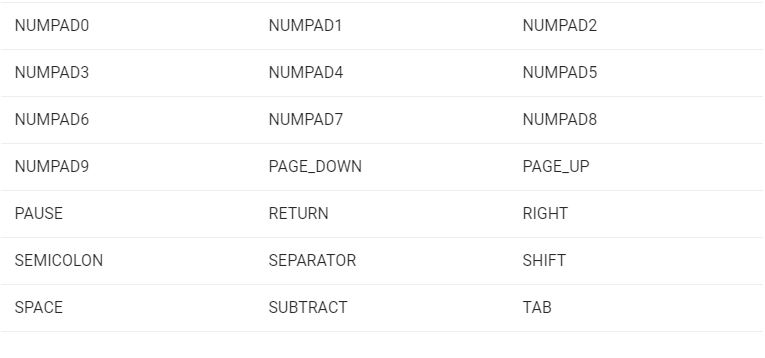 NUMPAD0 NUMPAD1 NUMPAD2
NUMPAD3 NUMPAD4 NUMPAD5
NUMPAD6 NUMPAD7 NUMPAD8
NUMPAD9 PAGE_DOWN PAGE_UP
PAUSE RETURN RIGHT
SEMICOLON SEPARATOR SHIFT
SPACE SUBTRACT TAB